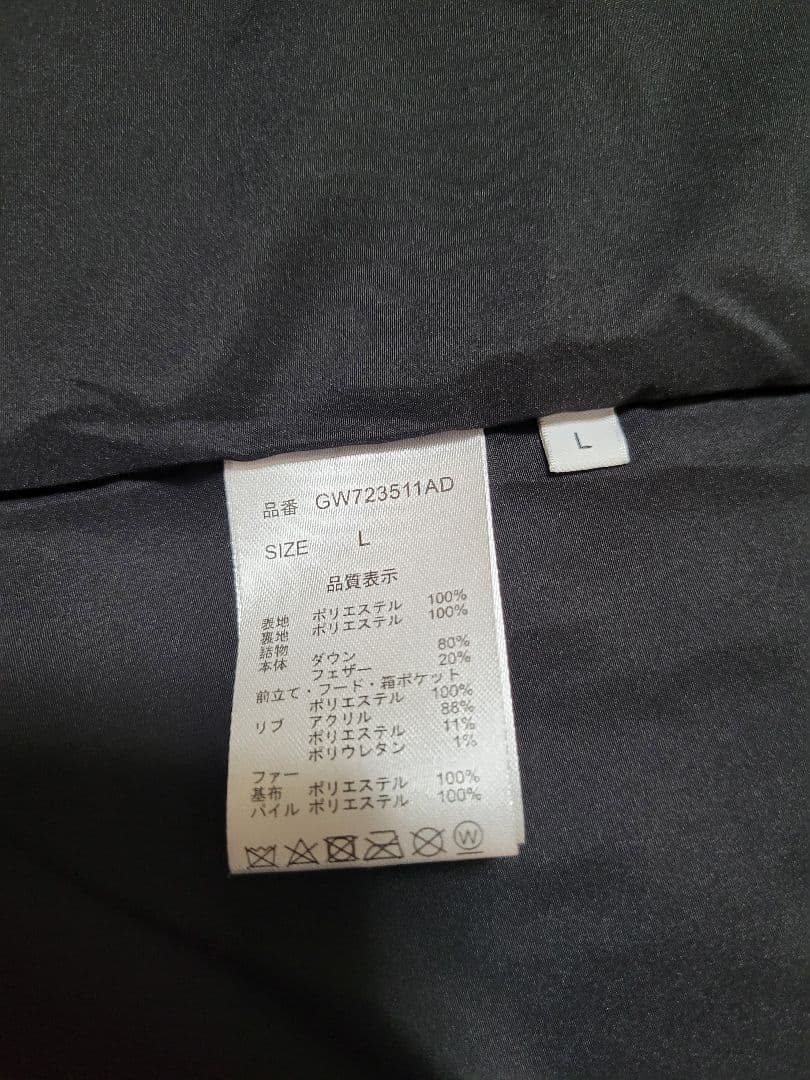 L
品番 GW723511AD
SIZE L
品質表示
表地 ポリエステル 100%
裏地 ポリエステル 100%
詰物
本体 ダウン 80%
フェザー 20%
前立て・フード・箱ポケット
ポリエステル 100%
リブ アクリル 88%
ポリエステル 11%
ポリウレタン 1%
ファー
基布 ポリエステル 100%
パイル ポリエステル 100%
W